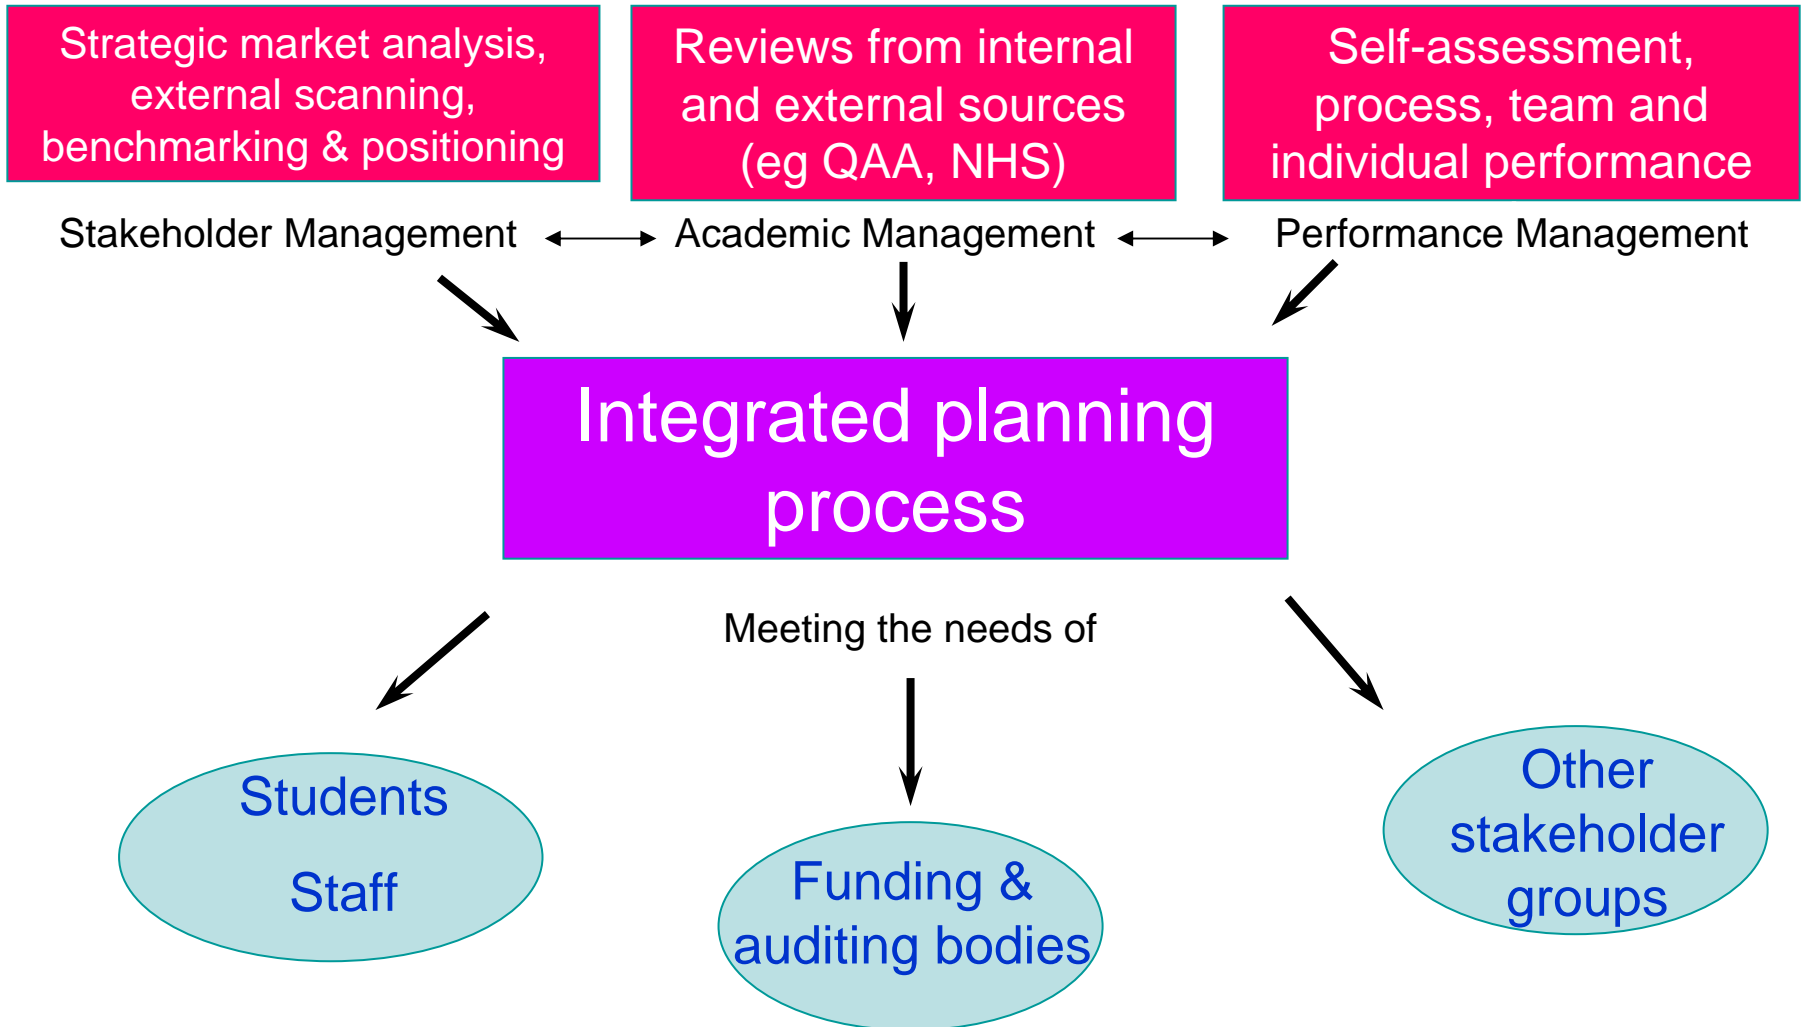 Strategic market analysis,
external scanning,
benchmarking & positioning
Reviews from internal
and external sources
(eg QAA, NHS)
Self-assessment,
process, team and
individual performance
Stakeholder Management
Academic Management
Performance Management
Integrated planning
process
Meeting the needs of
Students
Staff
Funding &
auditing bodies
Other
stakeholder
groups